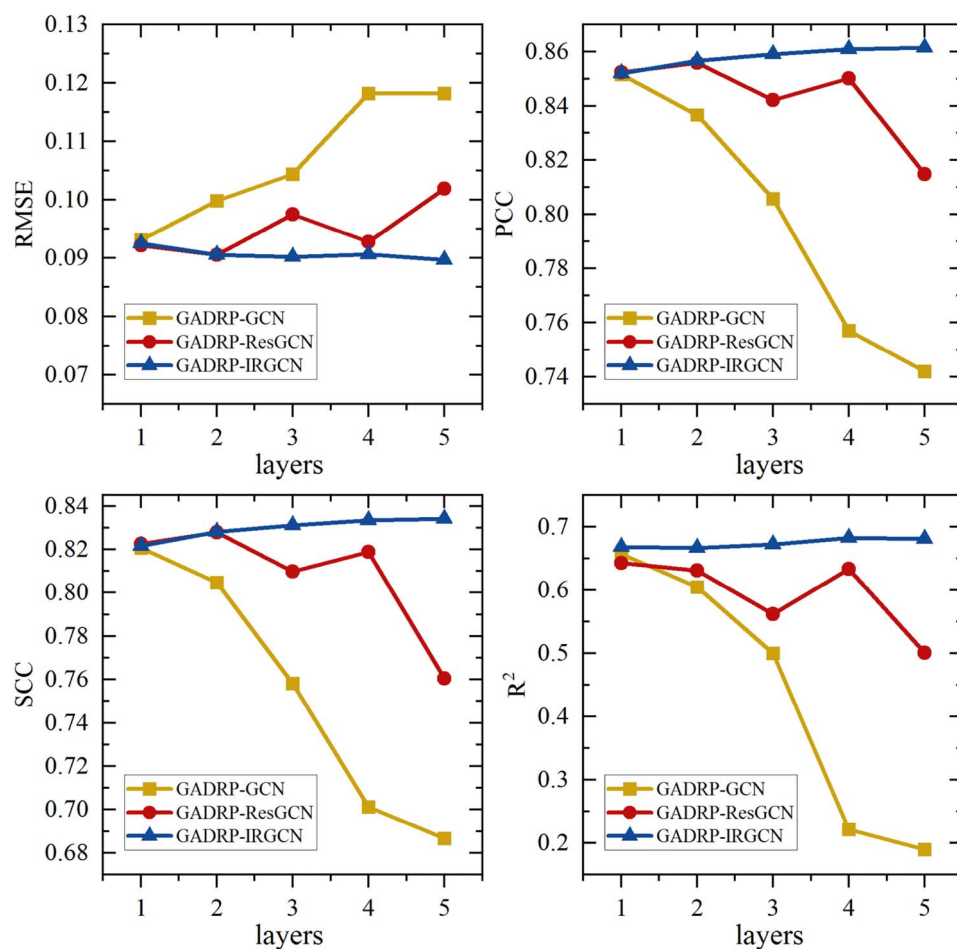 RMSE
0.13
0.12
0.11
0.10
0.09
0.08
0.07
GADRP-GCN
GADRP-ResGCN
GADRP-IRGCN
1 2 3 4 5
layers
PCC
0.86
0.84
0.82
0.80
0.78
0.76
0.74
GADRP-GCN
GADRP-ResGCN
GADRP-IRGCN
1 2 3 4 5
layers
SCC
0.84
0.82
0.80
0.78
0.76
0.74
0.72
0.70
0.68
GADRP-GCN
GADRP-ResGCN
GADRP-IRGCN
1 2 3 4 5
layers
R²
0.7
0.6
0.5
0.4
0.3
0.2
GADRP-GCN
GADRP-ResGCN
GADRP-IRGCN
1 2 3 4 5
layers